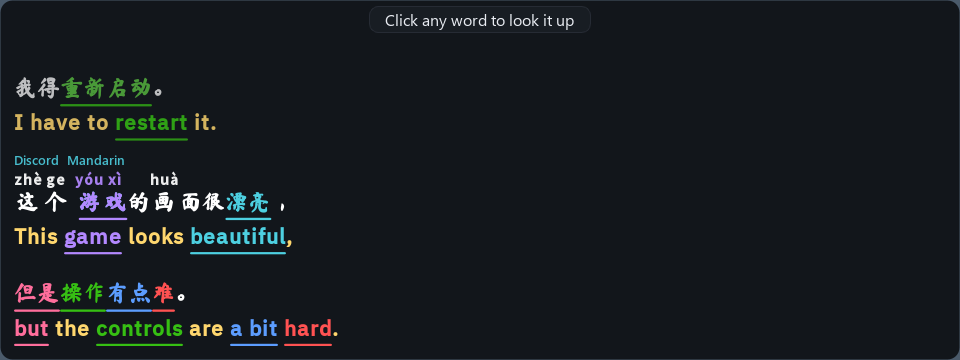 Click any word to look it up
我得重新启动。
I have to restart it.
Discord Mandarin
zhè ge yóu xì huà
这个游戏的画面很漂亮，
This game looks beautiful,
但是操作有点难。
but the controls are a bit hard.